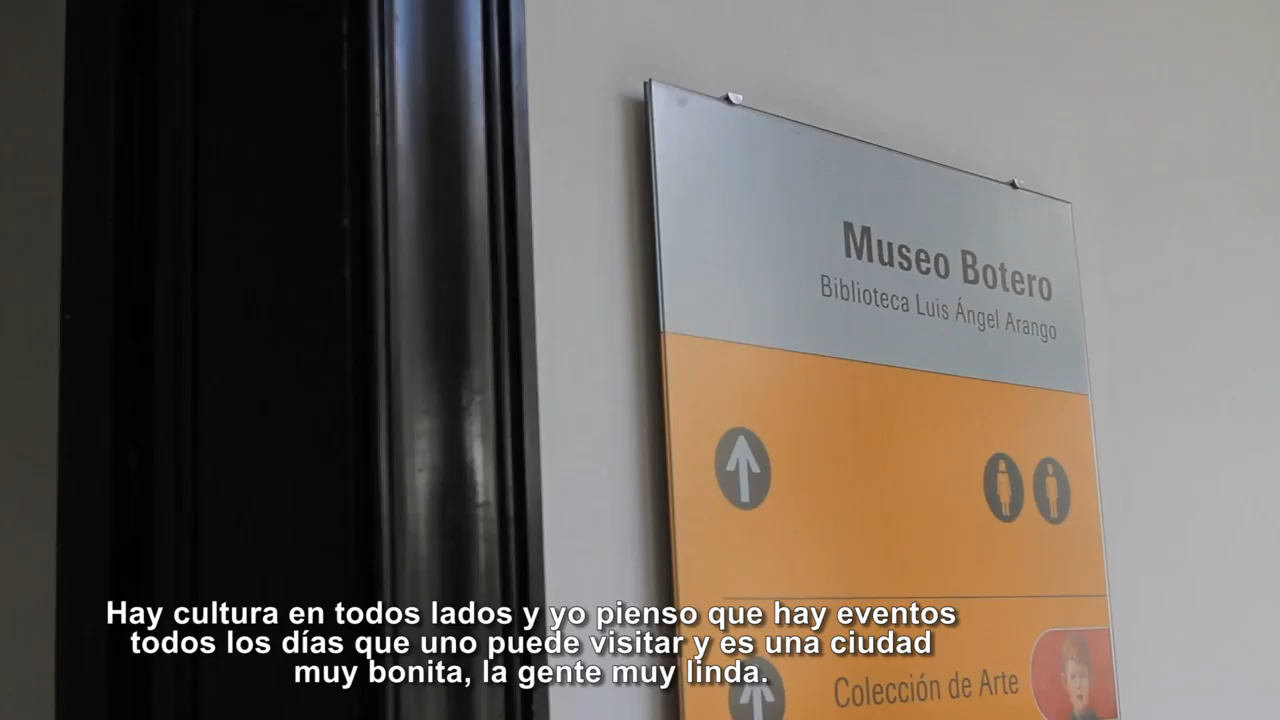 Museo Botero
Biblioteca Luis Ángel Arango
Colección de Arte
Hay cultura en todos lados y yo pienso que hay eventos
todos los días que uno puede visitar y es una ciudad
muy bonita, la gente muy linda.